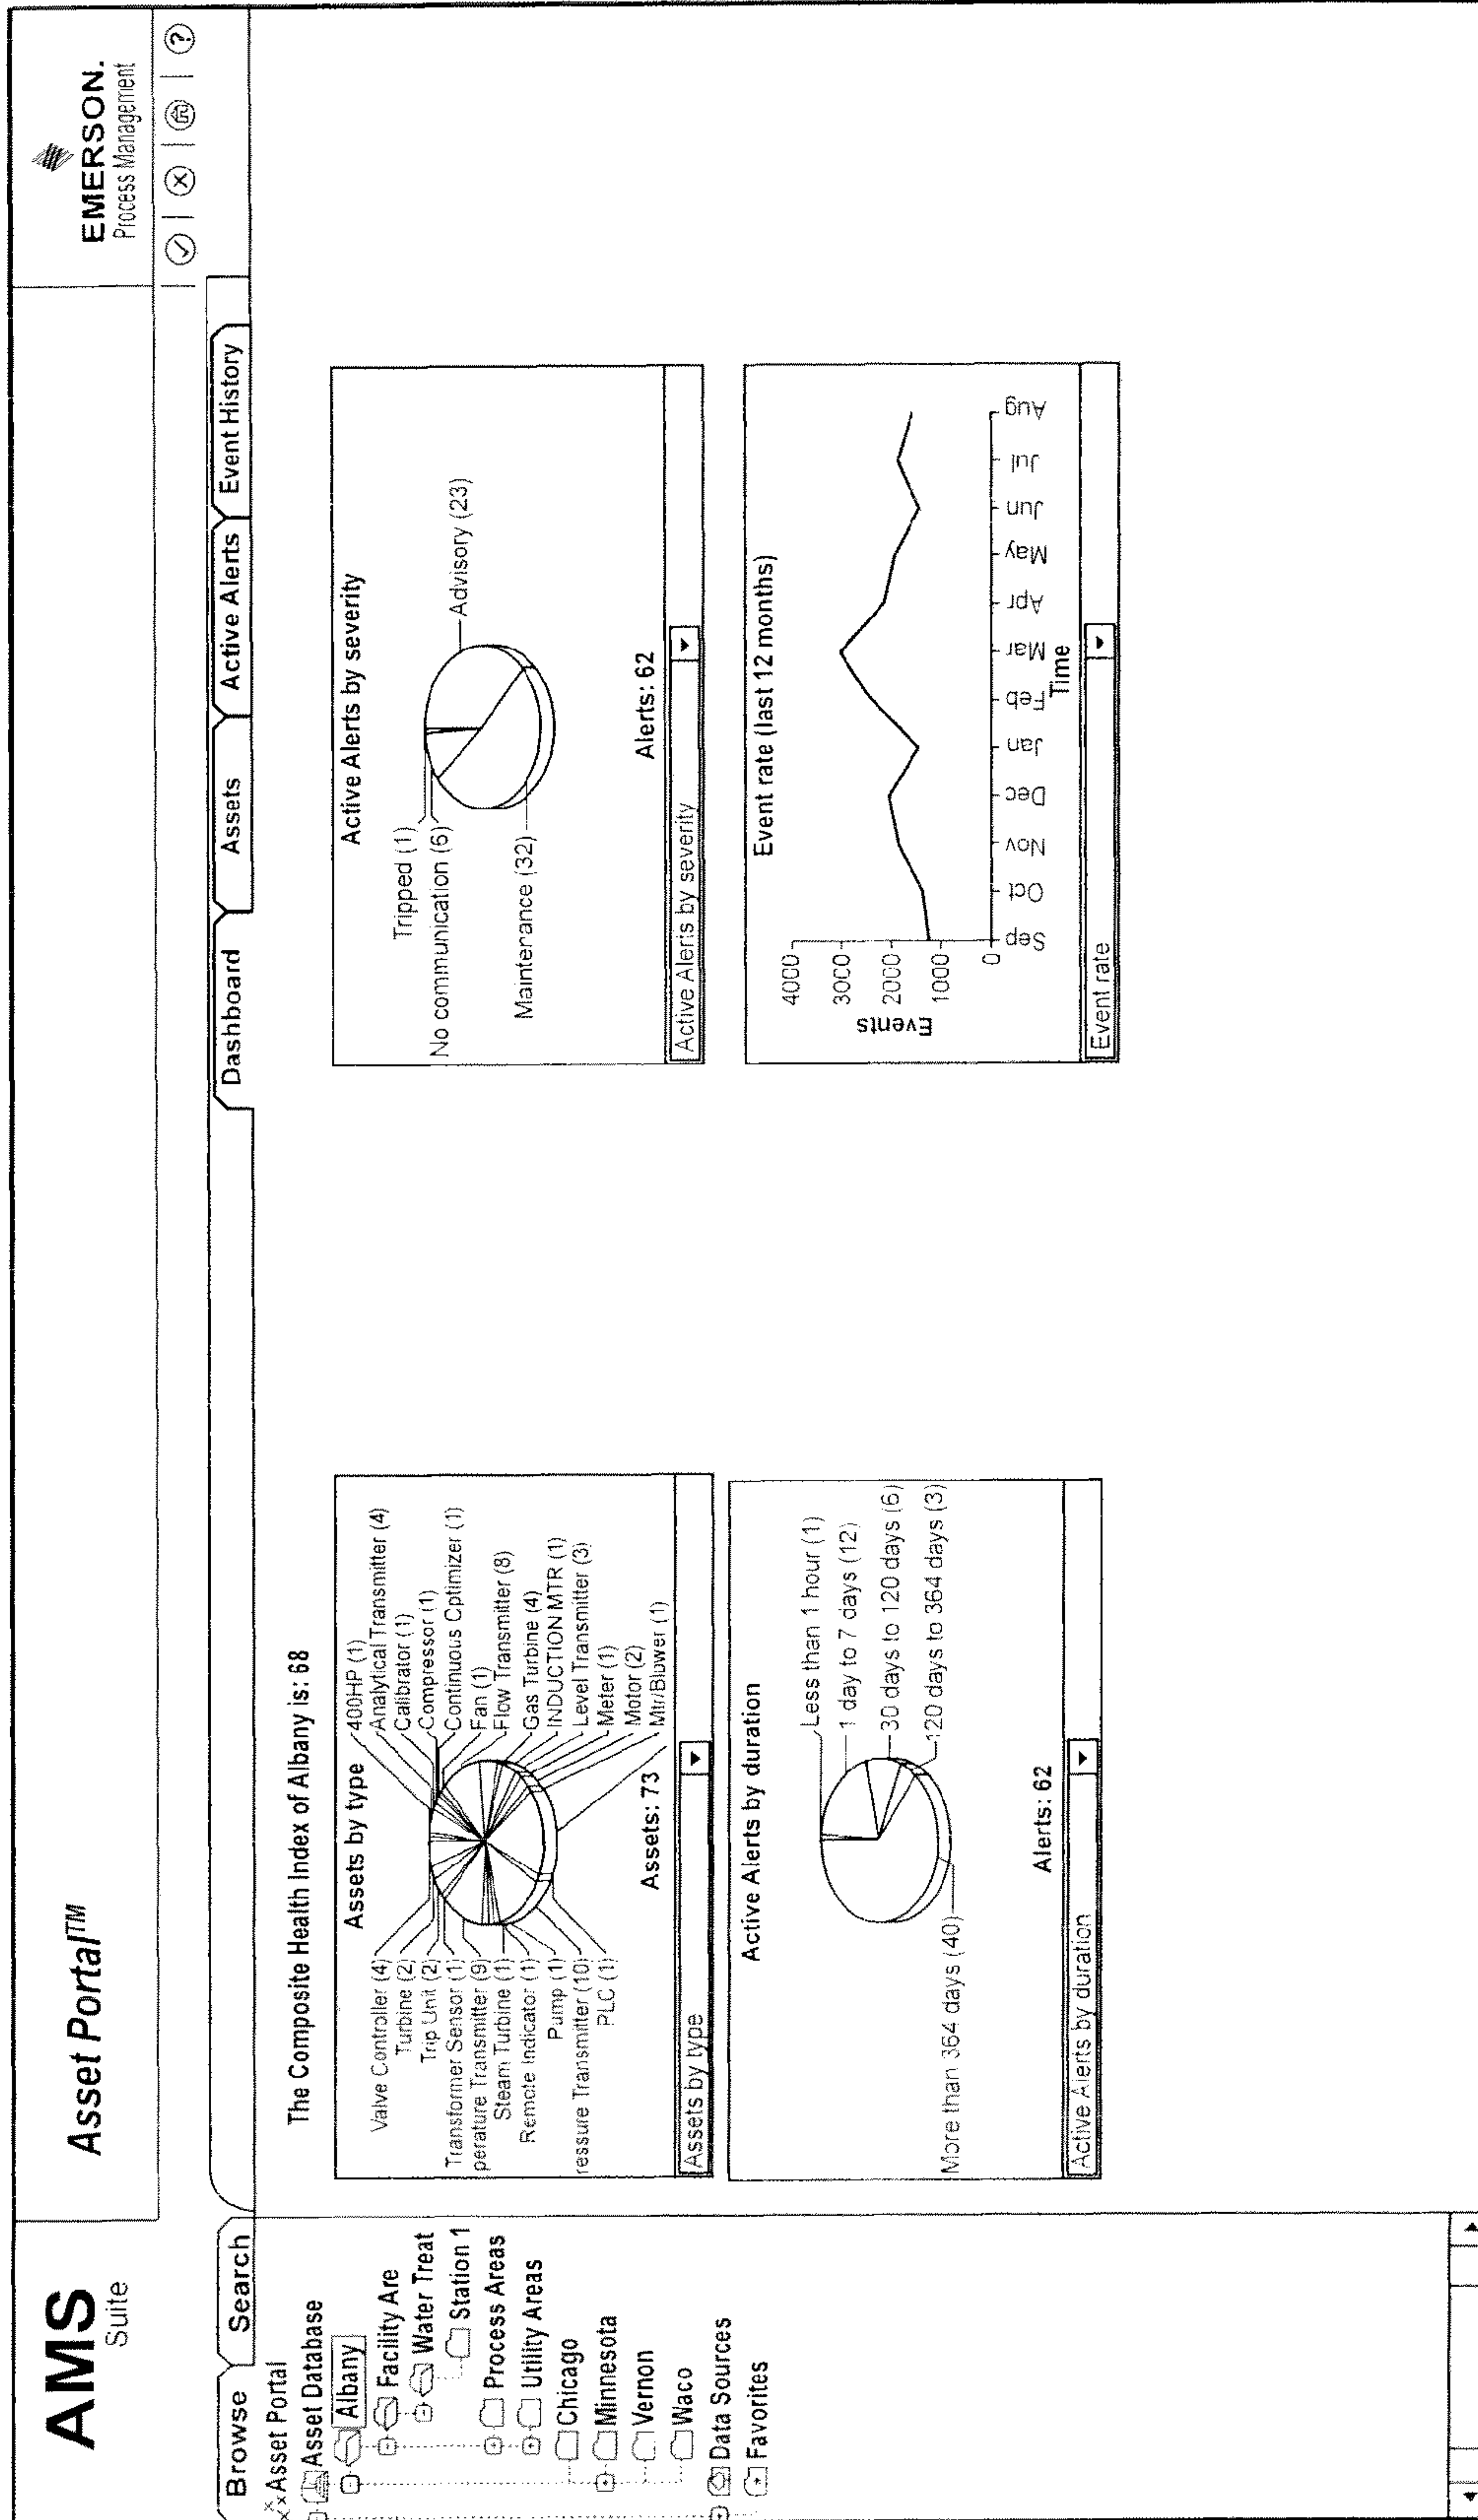 AMS
Suite
Asset Portal™
EMERSON.
Process Management
Browse
Search
Dashboard
Assets
Active Alerts
Event History
Asset Portal
Asset Database
Albany
Facility Are
Water Treat
Station 1
Process Areas
Utility Areas
Chicago
Minnesota
Vernon
Waco
Data Sources
Favorites
The Composite Health Index of Albany is: 68
Assets by type
400HP (1)
Analytical Transmitter (4)
Calibrator (1)
Compressor (1)
Continuous Optimizer (1)
Fan (1)
Flow Transmitter (8)
Gas Turbine (4)
INDUCTION MTR (1)
Level Transmitter (3)
Meter (1)
Motor (2)
Mtr/Blower (1)
Valve Controller (4)
Turbine (2)
Trip Unit (2)
Transformer Sensor (1)
perature Transmitter (9)
Steam Turbine (1)
Remote Indicator (1)
Pump (1)
ressure Transmitter (10)
PLC (1)
Assets: 73
Assets by type
Active Alerts by severity
Tripped (1)
No communication (6)
Maintenance (32)
Advisory (23)
Alerts: 62
Active Alerts by severity
Active Alerts by duration
Less than 1 hour (1)
1 day to 7 days (12)
30 days to 120 days (6)
120 days to 364 days (3)
More than 364 days (40)
Alerts: 62
Active Alerts by duration
Event rate (last 12 months)
Events
4000
3000
2000
1000
0
Sep Oct Nov Dec Jan Feb Mar Apr May Jun Jul Aug
Time
Event rate